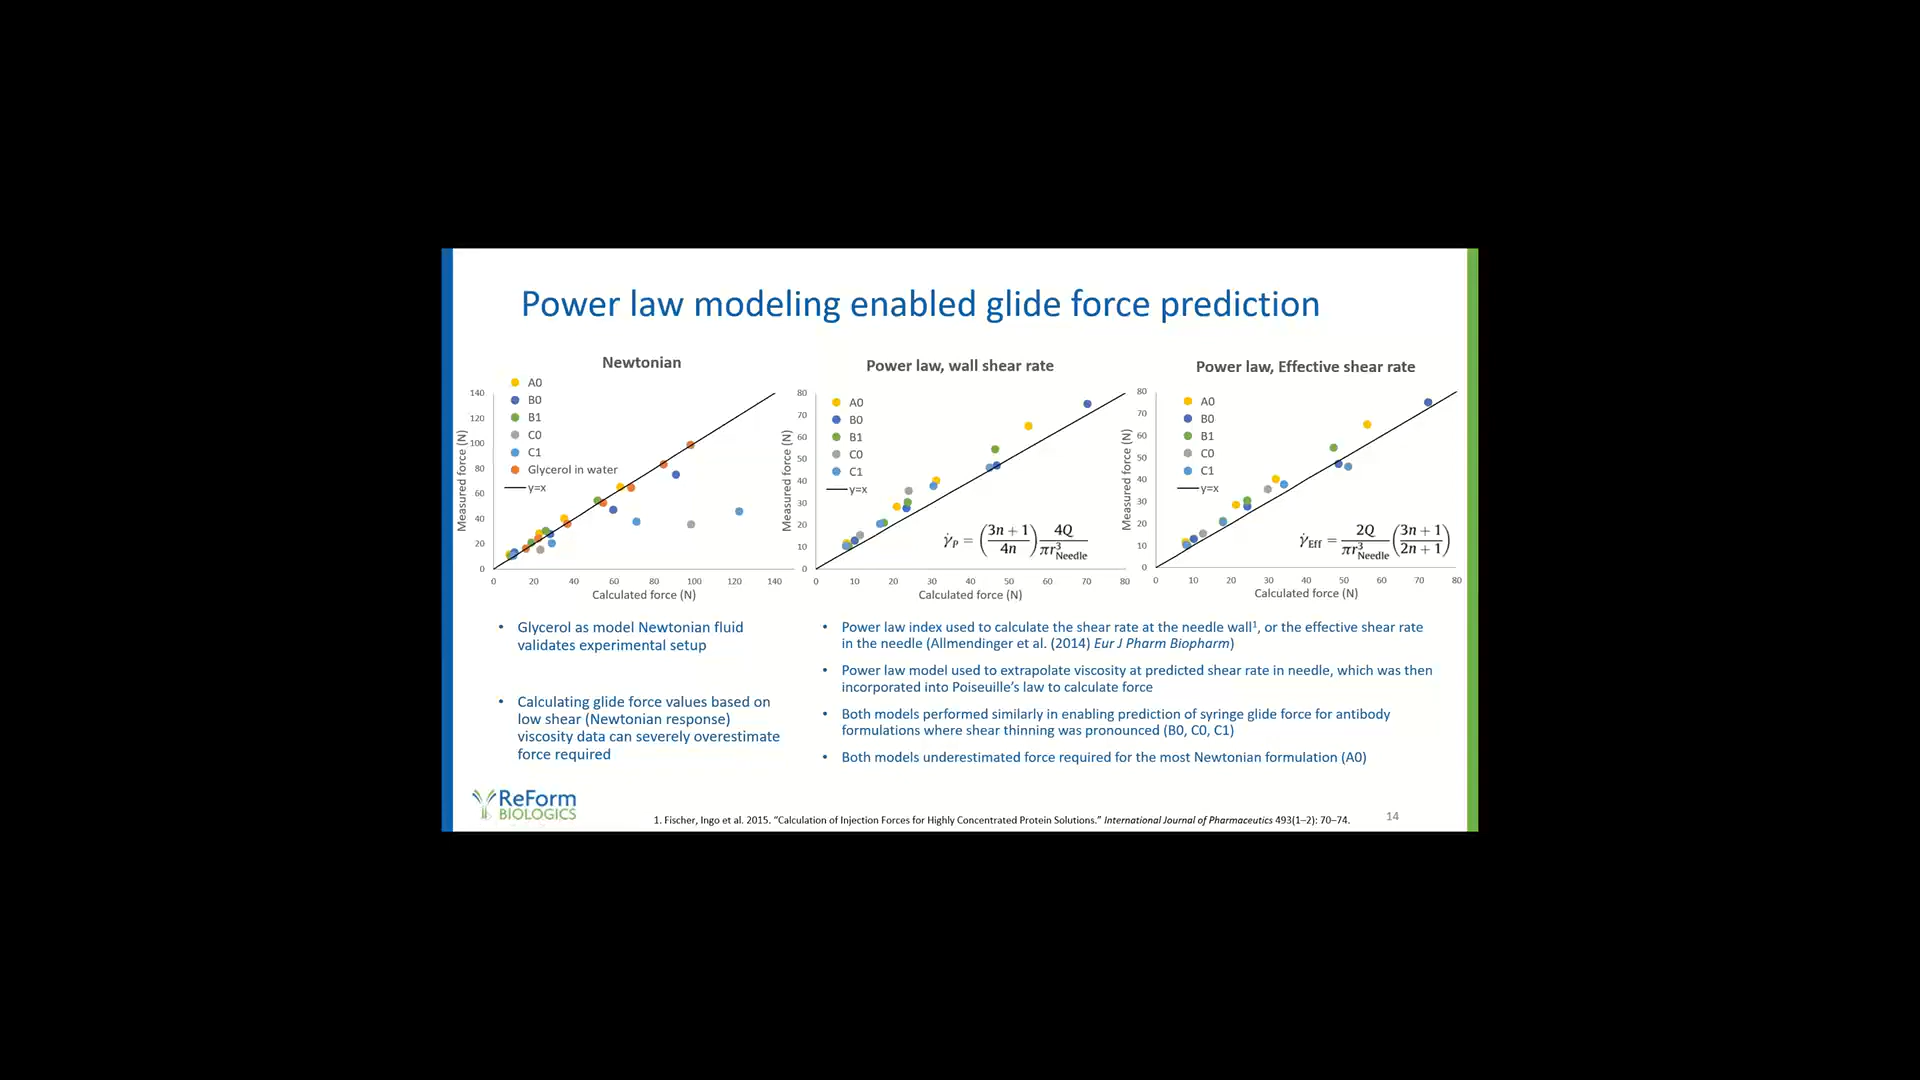 Power law modeling enabled glide force prediction
Newtonian
A0
B0
B1
C0
C1
Glycerol in water
y=x
140
120
100
80
60
40
20
0
Measured force (N)
0 20 40 60 80 100 120 140
Calculated force (N)
Power law, wall shear rate
A0
B0
B1
C0
C1
y=x
80
70
60
50
40
30
20
10
0
Measured force (N)
γ̇P = ((3n + 1)/4n) 4Q/πr³Needle
0 10 20 30 40 50 60 70 80
Calculated force (N)
Power law, Effective shear rate
A0
B0
B1
C0
C1
y=x
80
70
60
50
40
30
20
10
0
Measured force (N)
γ̇Eff = 2Q/πr³Needle ((3n + 1)/(2n + 1))
0 10 20 30 40 50 60 70 80
Calculated force (N)
• Glycerol as model Newtonian fluid
validates experimental setup
• Calculating glide force values based on
low shear (Newtonian response)
viscosity data can severely overestimate
force required
• Power law index used to calculate the shear rate at the needle wall¹, or the effective shear rate
in the needle (Allmendinger et al. (2014) Eur J Pharm Biopharm)
• Power law model used to extrapolate viscosity at predicted shear rate in needle, which was then
incorporated into Poiseuille’s law to calculate force
• Both models performed similarly in enabling prediction of syringe glide force for antibody
formulations where shear thinning was pronounced (B0, C0, C1)
• Both models underestimated force required for the most Newtonian formulation (A0)
ReForm
BIOLOGICS
1. Fischer, Ingo et al. 2015. “Calculation of Injection Forces for Highly Concentrated Protein Solutions.” International Journal of Pharmaceutics 493(1–2): 70–74.
14